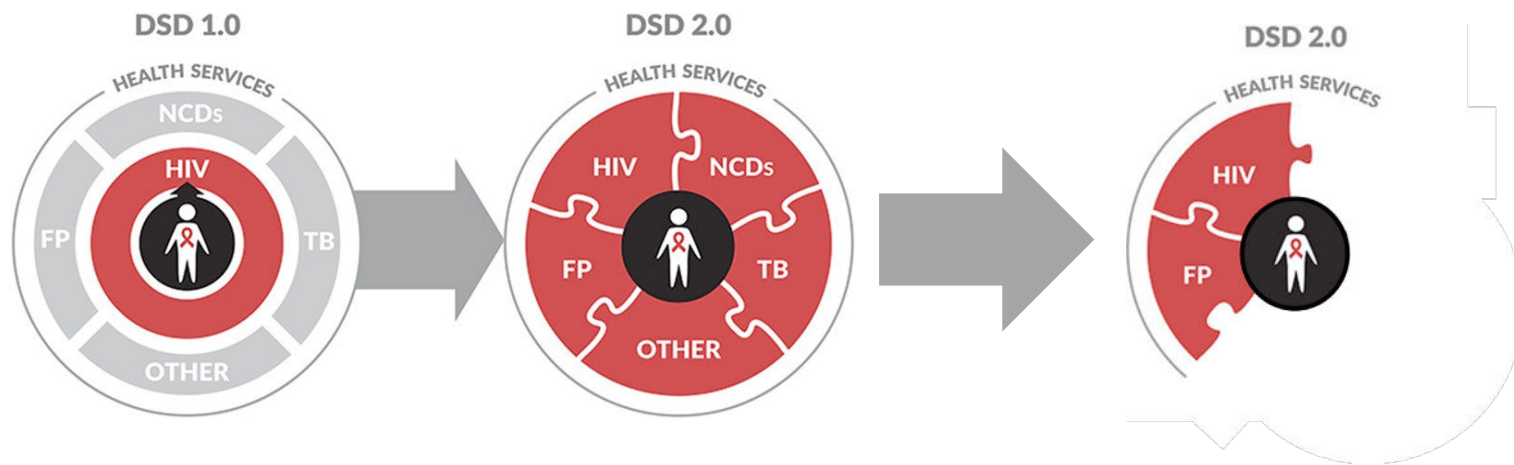 DSD 1.0
HEALTH SERVICES
NCDs
HIV
FP
TB
OTHER
DSD 2.0
HEALTH SERVICES
HIV
NCDs
FP
TB
OTHER
DSD 2.0
HEALTH SERVICES
HIV
FP